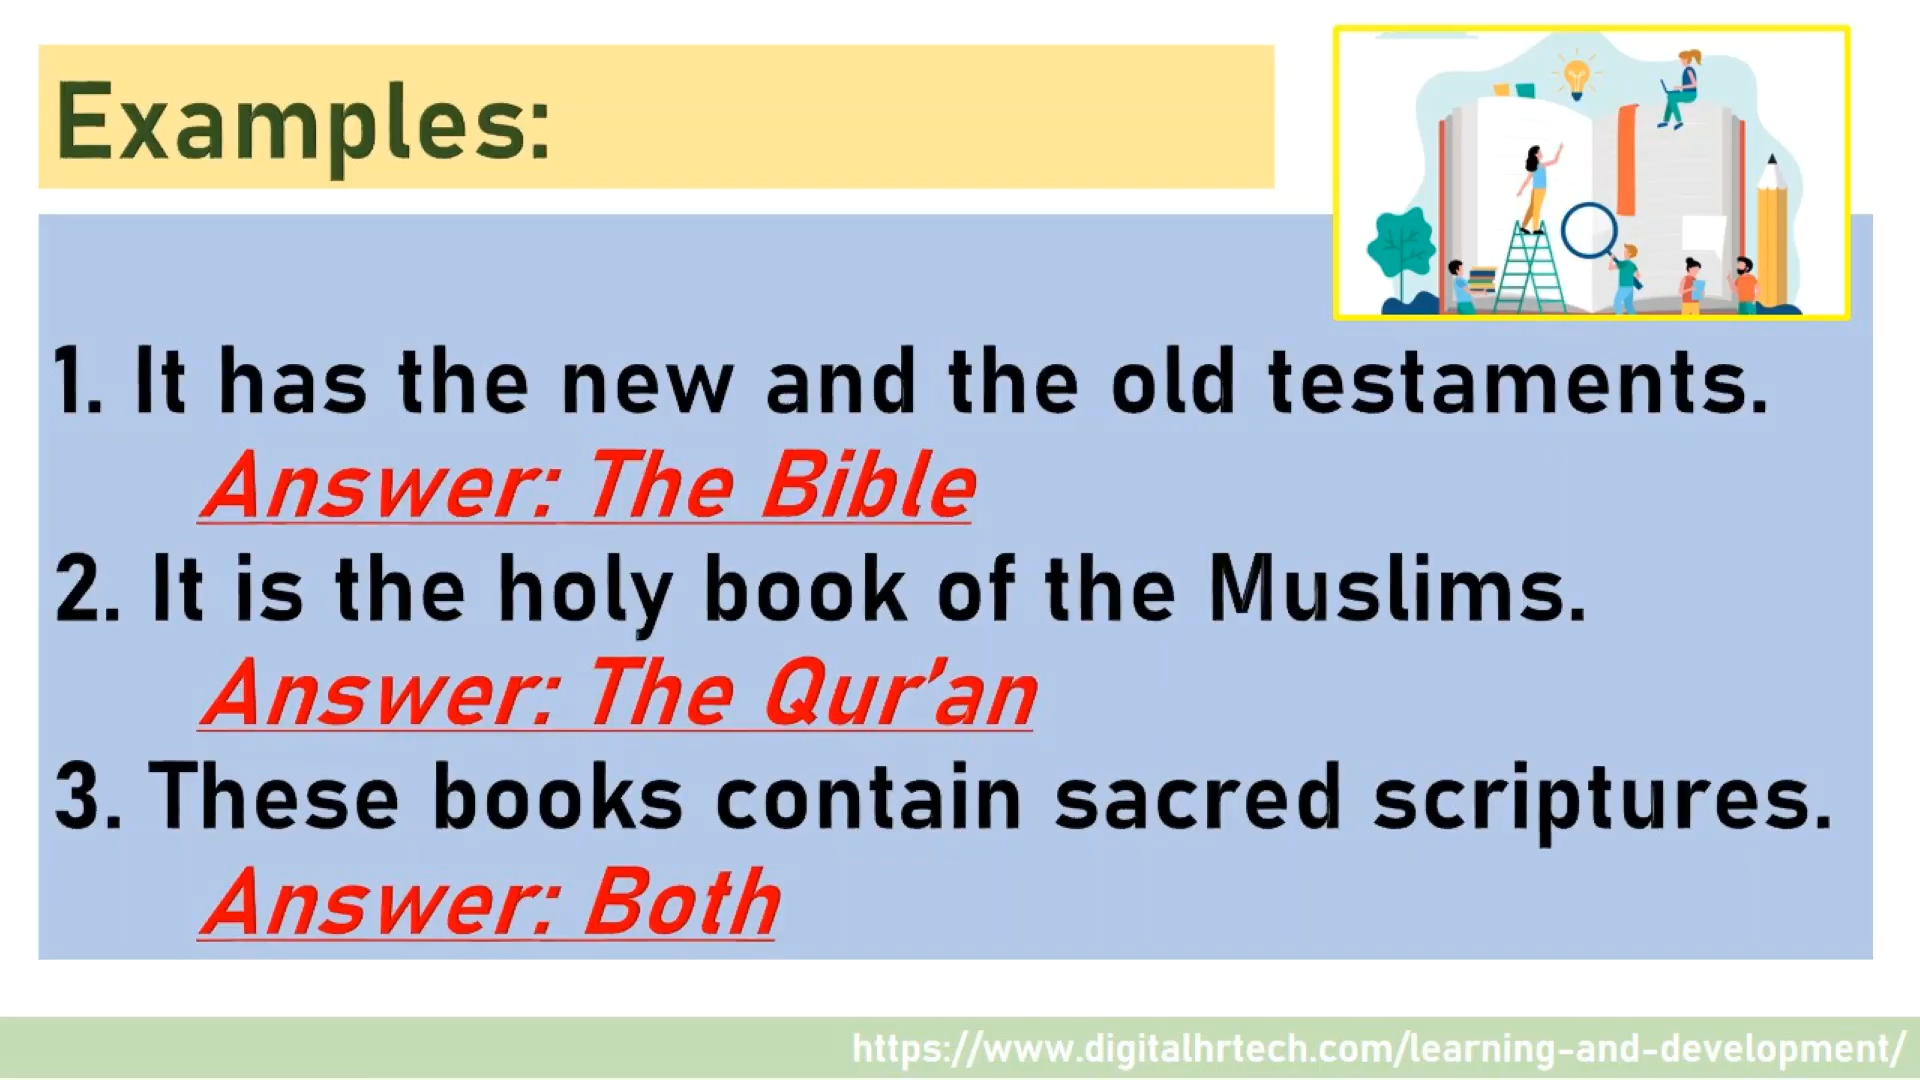 Examples:
1. It has the new and the old testaments.
Answer: The Bible
2. It is the holy book of the Muslims.
Answer: The Qur’an
3. These books contain sacred scriptures.
Answer: Both
https://www.digitalhrtech.com/learning-and-development/